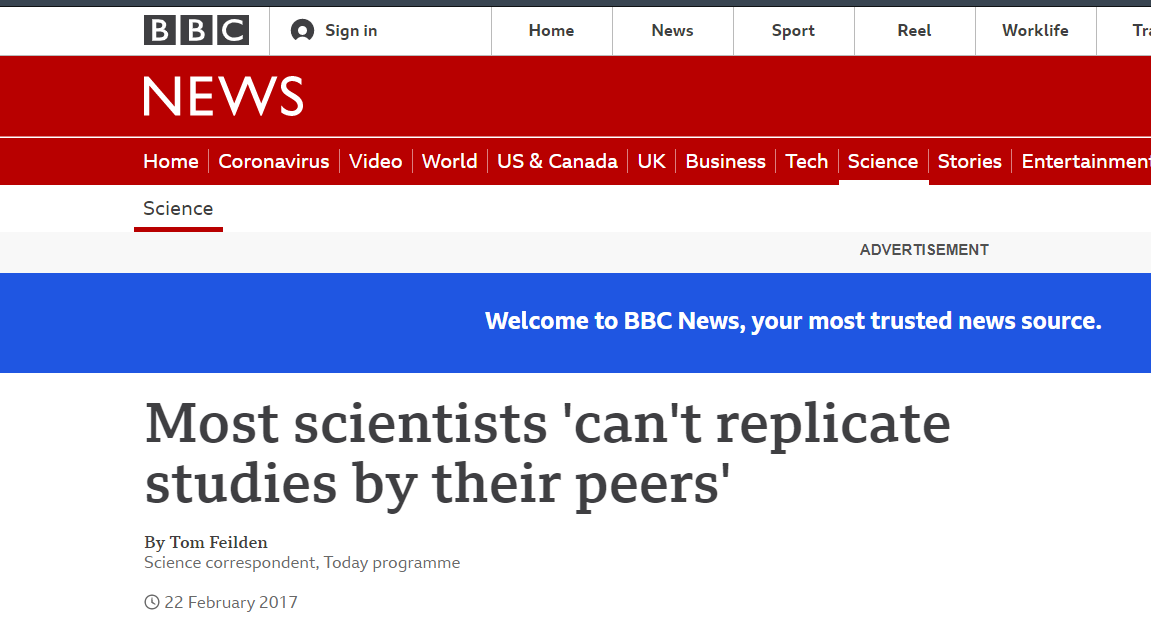 BBC Sign in Home News Sport Reel Worklife Tra
NEWS
Home Coronavirus Video World US & Canada UK Business Tech Science Stories Entertainment
Science
ADVERTISEMENT
Welcome to BBC News, your most trusted news source.
Most scientists 'can't replicate
studies by their peers'
By Tom Feilden
Science correspondent, Today programme
22 February 2017